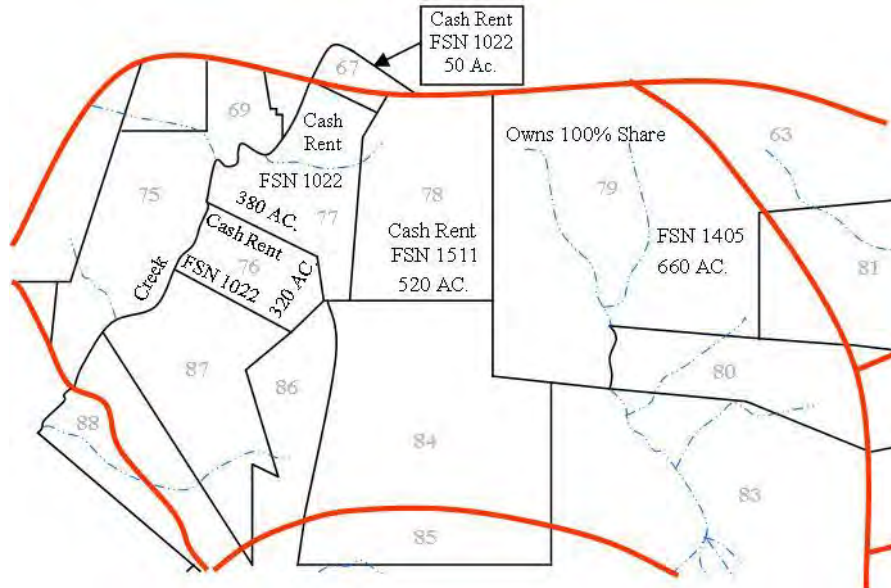 Cash Rent
FSN 1022
50 Ac.
67
69
Cash
Rent
Owns 100% Share
63
75
FSN 1022
380 AC.
77
78
79
Cash Rent
FSN 1511
520 AC.
FSN 1405
660 AC.
81
Cash Rent
76
FSN 1022
320 AC.
Creek
87
86
80
88
84
83
85